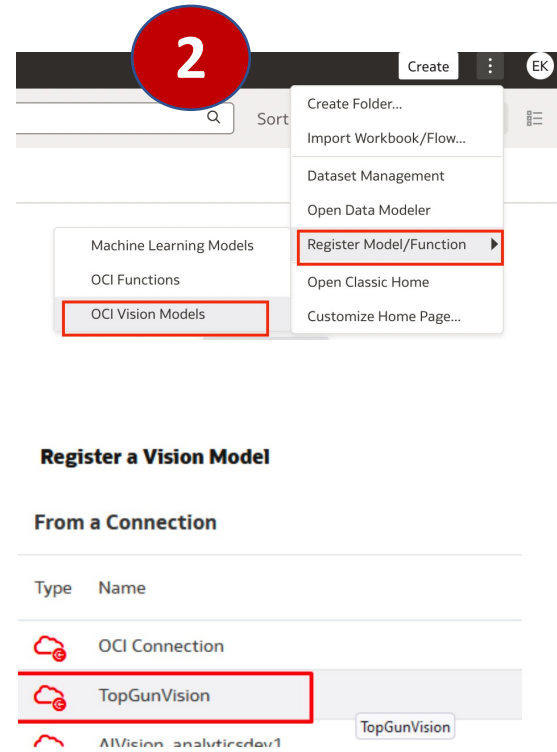 2
Create
EK
Sort
Create Folder...
Import Workbook/Flow...
Dataset Management
Open Data Modeler
Machine Learning Models
Register Model/Function
OCI Functions
Open Classic Home
OCI Vision Models
Customize Home Page...
Register a Vision Model
From a Connection
Type Name
OCI Connection
TopGunVision
TopGunVision
AIVision_analyticsdev1